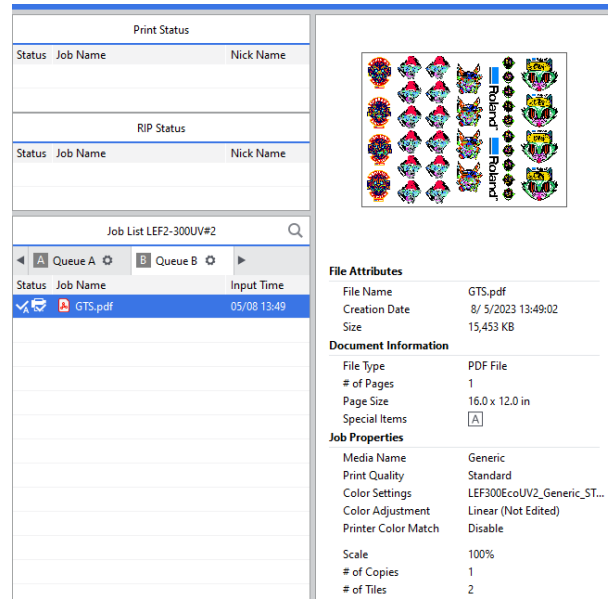 Print Status
Status Job Name Nick Name
RIP Status
Status Job Name Nick Name
Job List LEF2-300UV#2
A Queue A B Queue B
Status Job Name Input Time
A GTS.pdf 05/08 13:49
Roland
Roland
File Attributes
File Name GTS.pdf
Creation Date 8/ 5/2023 13:49:02
Size 15,453 KB
Document Information
File Type PDF File
# of Pages 1
Page Size 16.0 x 12.0 in
Special Items A
Job Properties
Media Name Generic
Print Quality Standard
Color Settings LEF300EcoUV2_Generic_ST...
Color Adjustment Linear (Not Edited)
Printer Color Match Disable
Scale 100%
# of Copies 1
# of Tiles 2